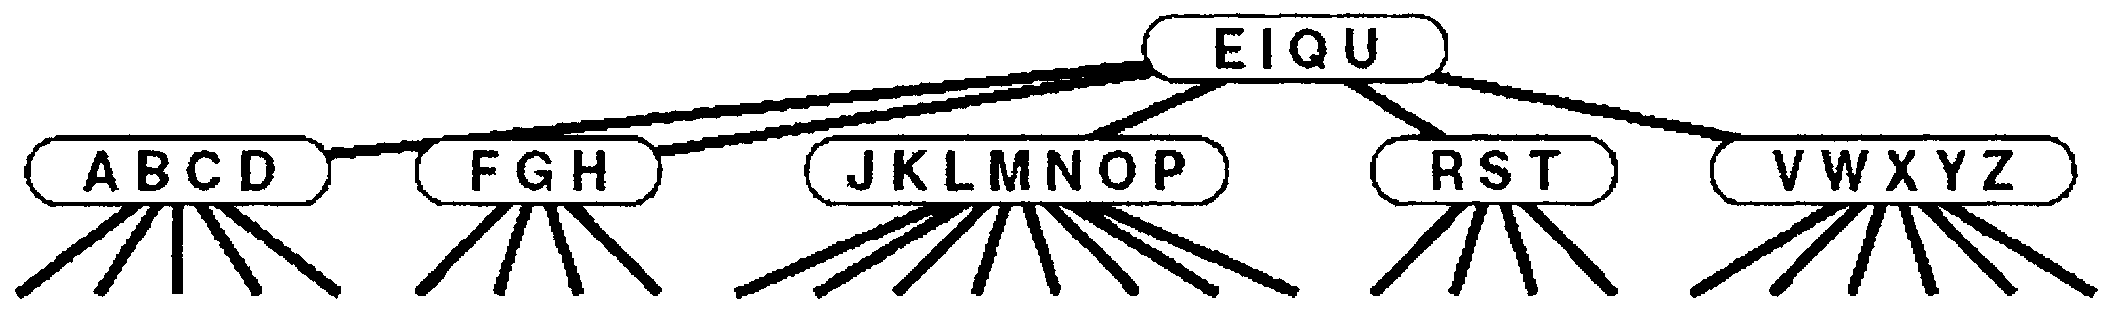 E I Q U
A B C D
F G H
J K L M N O P
R S T
V W X Y Z